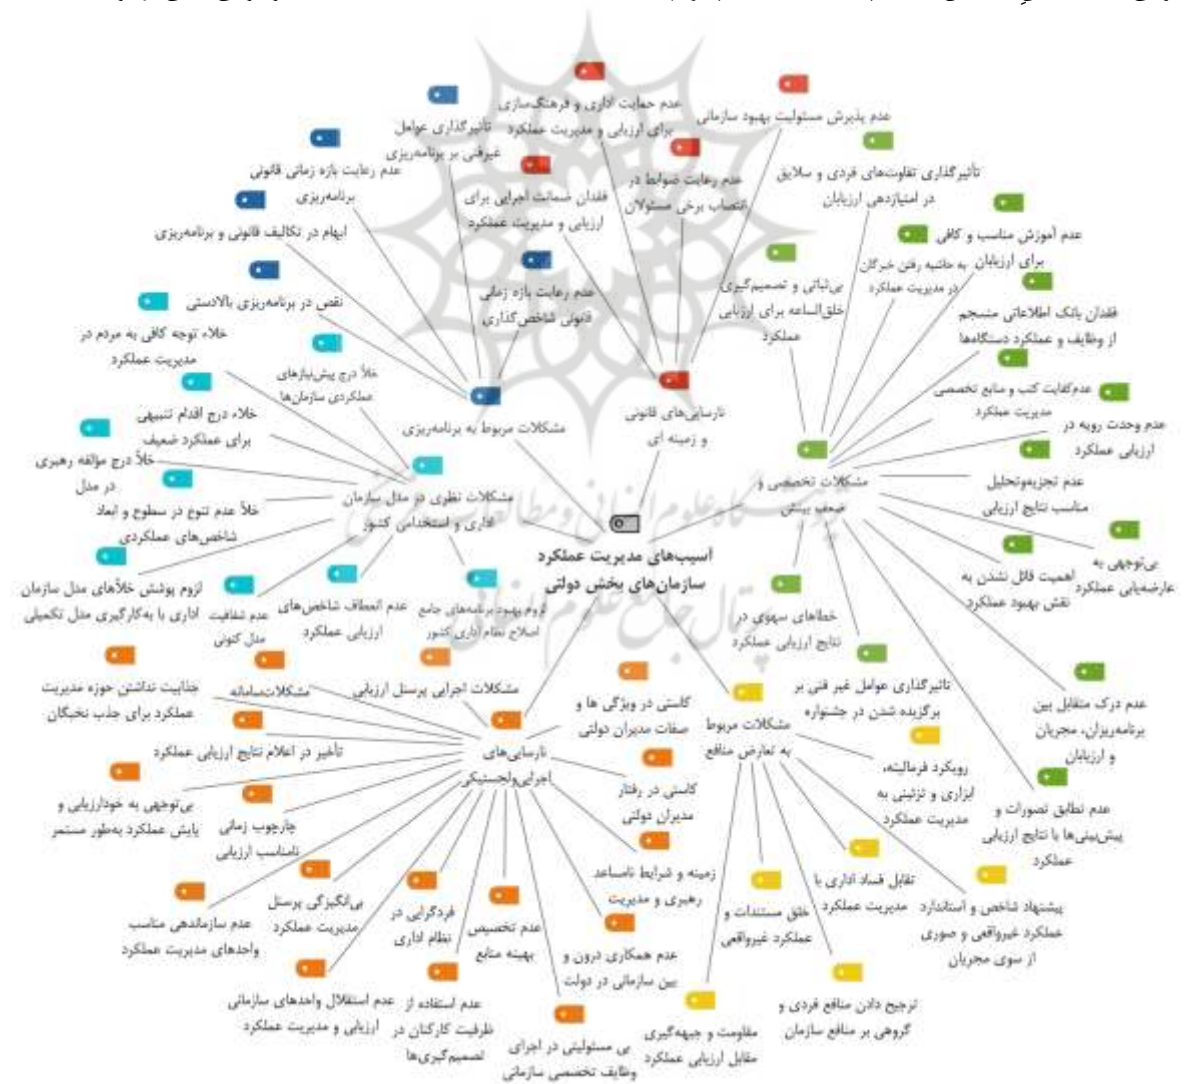 عدم حمایت اداری و فرهنگ‌سازی
برای ارزیابی و مدیریت عملکرد
عدم پذیرش مسئولیت بهبود سازمانی
تأثیرگذاری عوامل
غیرفنی بر برنامه‌ریزی
عدم رعایت بازه زمانی قانونی
برنامه‌ریزی
فقدان ضمانت اجرایی برای
ارزیابی و مدیریت عملکرد
عدم رعایت ضوابط در
انتصاب برخی مسئولان
تأثیرگذاری تفاوت‌های فردی و سلایق
در امتیازدهی ارزیابان
ابهام در تکالیف قانونی و برنامه‌ریزی
عدم آموزش مناسب و کافی
برای ارزیابان
به حاشیه رفتن خبرگان
در مدیریت عملکرد
نقص در برنامه‌ریزی بالادستی
عدم رعایت بازه زمانی
قانونی شاخص‌گذاری
بی‌ثباتی و تصمیم‌گیری
خلق‌الساعه برای ارزیابی
عملکرد
فقدان بانک اطلاعاتی منسجم
از وظایف و عملکرد دستگاه‌ها
خلاء توجه کافی به مردم در
مدیریت عملکرد
خلأ درج پیش‌نیازهای
عملکردی سازمان‌ها
عدم‌کفایت کتب و منابع تخصصی
مدیریت عملکرد
خلاء درج اقدام تنبیهی
برای عملکرد ضعیف
مشکلات مربوط به برنامه‌ریزی
نارسایی‌های قانونی
و زمینه ای
عدم وحدت رویه در
ارزیابی عملکرد
خلأ درج مؤلفه رهبری
در مدل
مشکلات نظری در مدل سازمان
اداری و استخدامی کشور
مشکلات تخصصی و
ضعف بینش
عدم تجزیه‌وتحلیل
مناسب نتایج ارزیابی
خلأ عدم تنوع در سطوح و ابعاد
شاخص‌های عملکردی
پژوهشگاه علوم انسانی و مطالعات فرهنگی
آسیب‌های مدیریت عملکرد
سازمان‌های بخش دولتی
پرتال جامع علوم انسانی
بی‌توجهی به
عارضه‌یابی عملکرد
اهمیت قائل نشدن به
نقش بهبود عملکرد
لزوم پوشش خلأهای مدل سازمان
اداری با به‌کارگیری مدل تکمیلی
عدم شفافیت
مدل کنونی
عدم انعطاف شاخص‌های
ارزیابی عملکرد
لزوم بهبود برنامه‌های جامع
اصلاح نظام اداری کشور
خطاهای سهوی در
نتایج ارزیابی عملکرد
تاثیرگذاری عوامل غیر فنی بر
برگزیده شدن در جشنواره
عدم درک متقابل بین
برنامه‌ریزان، مجریان
و ارزیابان
جذابیت نداشتن حوزه مدیریت
عملکرد برای جذب نخبگان
مشکلات‌سامانه
مشکلات اجرایی پرسنل ارزیابی
کاستی در ویژگی ها و
صفات مدیران دولتی
مشکلات مربوط
به تعارض منافع
تأخیر در اعلام نتایج ارزیابی عملکرد
نارسایی‌های
اجرایی‌ولجستیکی
رویکرد فرمالیته،
ابزاری و تزئینی به
مدیریت عملکرد
کاستی در رفتار
مدیران دولتی
عدم تطابق تصورات و
پیش‌بینی‌ها با نتایج ارزیابی
عملکرد
بی‌توجهی به خودارزیابی و
پایش عملکرد به‌طور مستمر
چارچوب زمانی
نامناسب ارزیابی
زمینه و شرایط نامساعد
رهبری و مدیریت
تقابل فساد اداری با
مدیریت عملکرد
پیشنهاد شاخص و استاندارد
عملکرد غیرواقعی و صوری
از سوی مجریان
عدم سازماندهی مناسب
واحدهای مدیریت عملکرد
بی‌انگیزگی پرسنل
مدیریت عملکرد
فردگرایی در
نظام اداری
عدم تخصیص
بهینه منابع
خلق مستندات و
عملکرد غیرواقعی
عدم همکاری درون و
بین سازمانی در دولت
عدم استقلال واحدهای سازمانی
ارزیابی و مدیریت عملکرد
عدم استفاده از
ظرفیت کارکنان در
تصمیم‌گیری‌ها
بی مسئولیتی در اجرای
وظایف تخصصی سازمانی
مقاومت و جبهه‌گیری
مقابل ارزیابی عملکرد
ترجیح دادن منافع فردی و
گروهی بر منافع سازمان